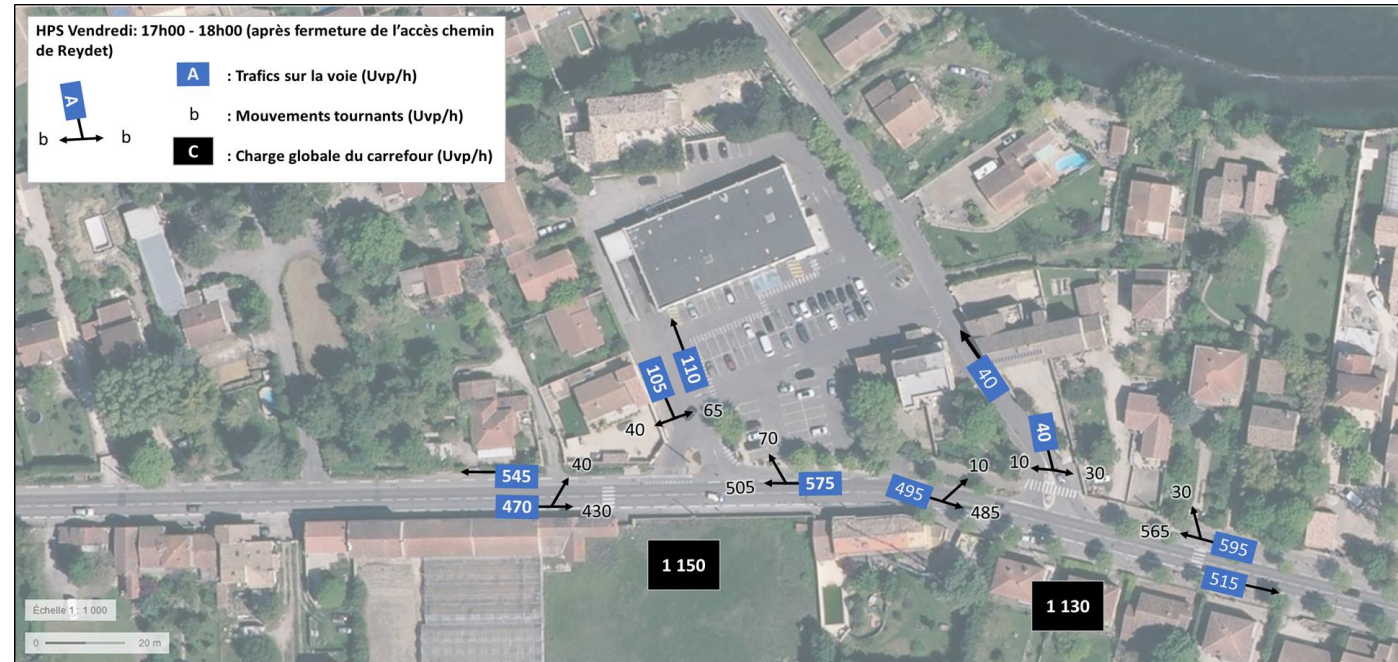 HPS Vendredi: 17h00 - 18h00 (après fermeture de l'accès chemin
de Reydet)
A : Trafics sur la voie (Uvp/h)
A
b b
b : Mouvements tournants (Uvp/h)
C : Charge globale du carrefour (Uvp/h)
105
110
40
65
40
40
70
10
10
30
545
505
575
495
30
470
430
485
565
595
515
1 150
1 130
Échelle 1 : 1 000
0 20 m